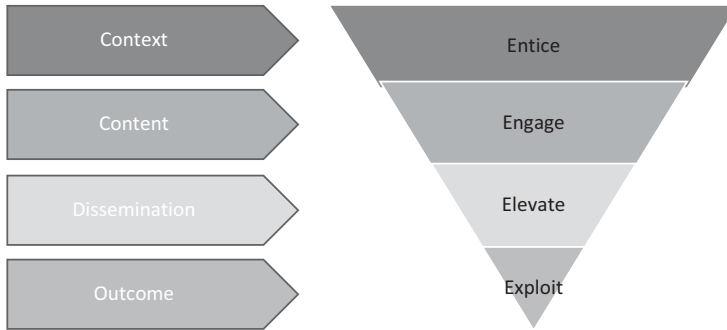 Context
Entice
Content
Engage
Dissemination
Elevate
Outcome
Exploit